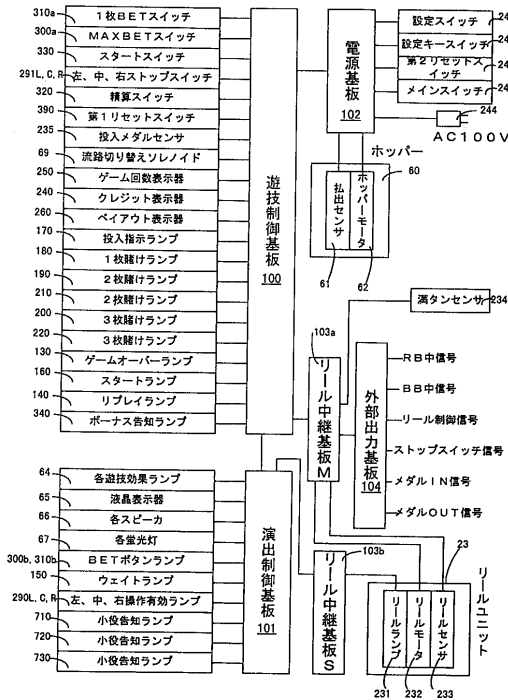 310a 1枚BETスイッチ
300a MAXBETスイッチ
330 スタートスイッチ
291L, C, R 左、中、右ストップスイッチ
320 精算スイッチ
390 第1リセットスイッチ
235 投入メダルセンサ
69 流路切り替えソレノイド
250 ゲーム回数表示器
240 クレジット表示器
260 ペイアウト表示器
170 投入指示ランプ
180 1枚賭けランプ
190 2枚賭けランプ
210 2枚賭けランプ
200 3枚賭けランプ
220 3枚賭けランプ
130 ゲームオーバーランプ
160 スタートランプ
140 リプレイランプ
340 ボーナス告知ランプ
遊技制御基板
100
64 各遊技効果ランプ
65 液晶表示器
66 各スピーカ
67 各蛍光灯
300b, 310b BETボタンランプ
150 ウェイトランプ
290L, C, R 左、中、右操作有効ランプ
710 小役告知ランプ
720 小役告知ランプ
730 小役告知ランプ
演出制御基板
101
電源基板
102
設定スイッチ
設定キースイッチ
第2リセットスイッチ
メインスイッチ
244
AC100V
ホッパー
60
払出センサ
ホッパーモータ
61
62
満タンセンサ 234
103a
リール中継基板M
外部出力基板
104
RB中信号
BB中信号
リール制御信号
ストップスイッチ信号
メダルIN信号
メダルOUT信号
103b
リール中継基板S
23
リールユニット
リールランプ
リールモータ
リールセンサ
231
232
233